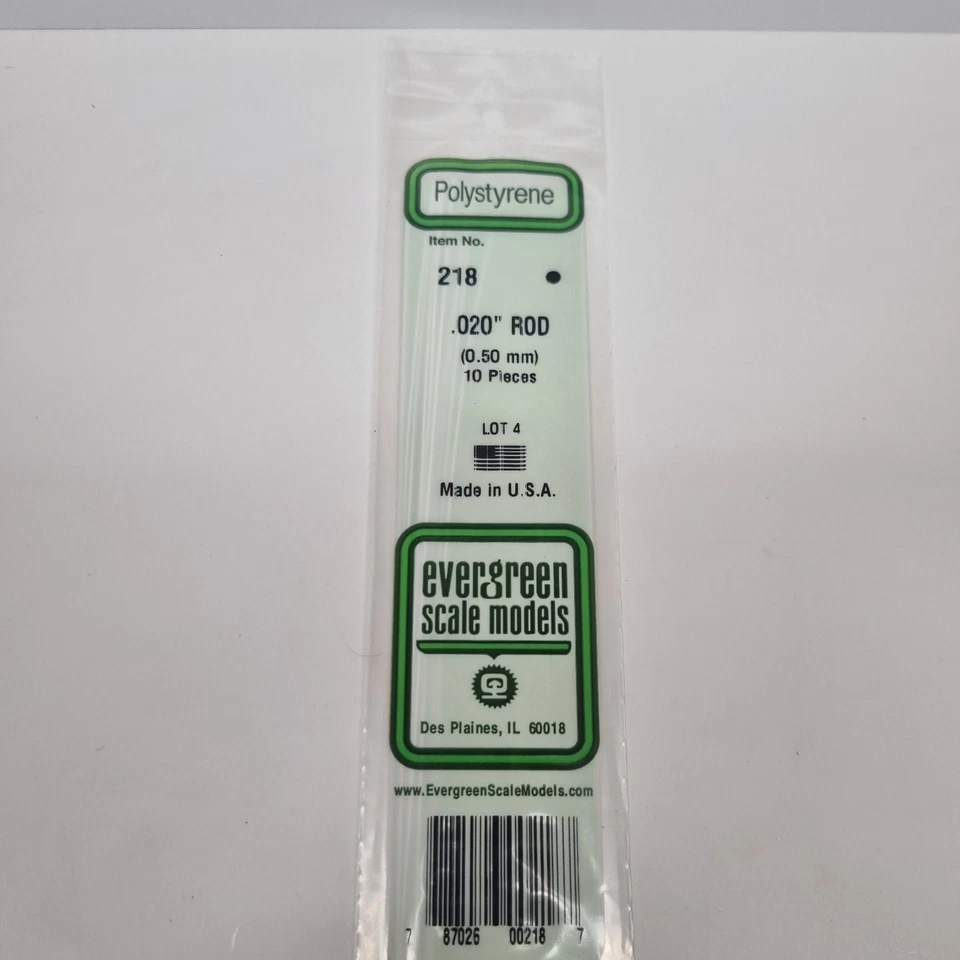 Polystyrene
Item No.
218
.020" ROD
(0.50 mm)
10 Pieces
LOT 4
Made in U.S.A.
evergreen
scale models
Des Plaines, IL 60018
www.EvergreenScaleModels.com
7 87026 00218 7